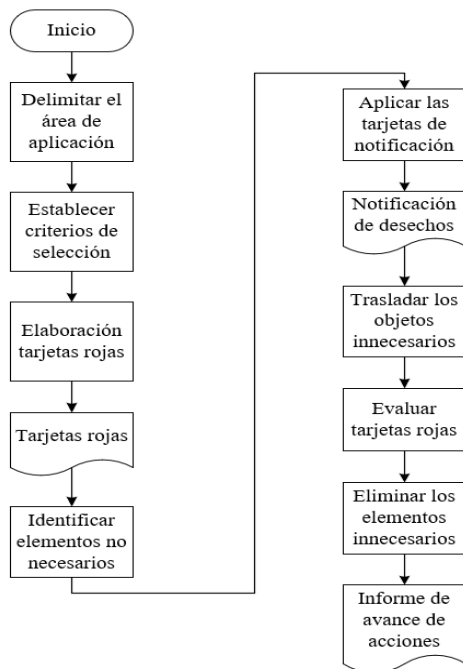 Inicio
Delimitar el
área de
aplicación
Establecer
criterios de
selección
Elaboración
tarjetas rojas
Tarjetas rojas
Identificar
elementos no
necesarios
Aplicar las
tarjetas de
notificación
Notificación
de desechos
Trasladar los
objetos
innecesarios
Evaluar
tarjetas rojas
Eliminar los
elementos
innecesarios
Informe de
avance de
acciones